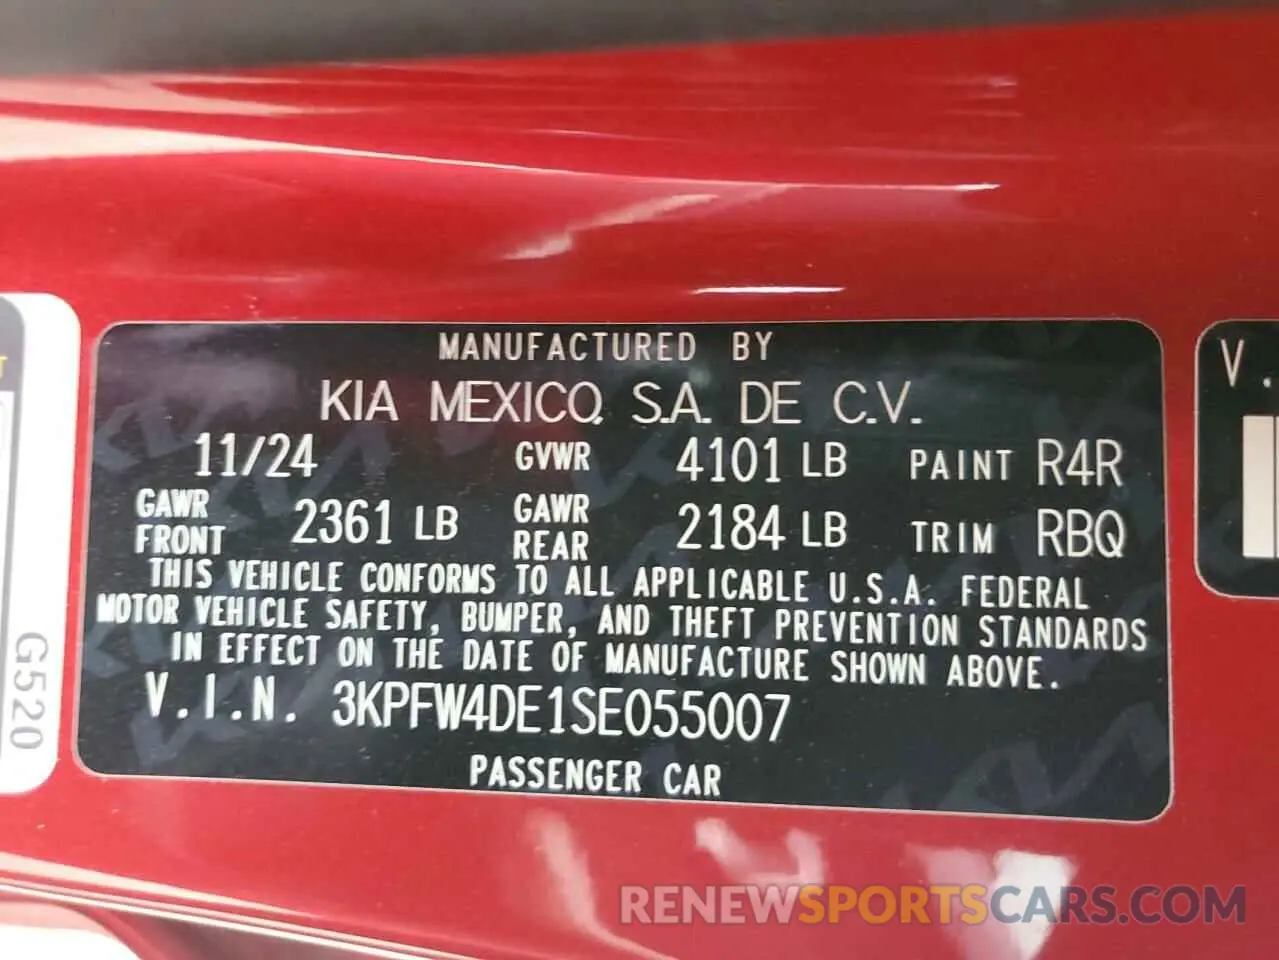 MANUFACTURED BY
KIA MEXICO, S.A. DE C.V.
11/24 GVWR 4101 LB PAINT R4R
GAWR FRONT 2361 LB GAWR REAR 2184 LB TRIM RBQ
THIS VEHICLE CONFORMS TO ALL APPLICABLE U.S.A. FEDERAL
MOTOR VEHICLE SAFETY, BUMPER, AND THEFT PREVENTION STANDARDS
IN EFFECT ON THE DATE OF MANUFACTURE SHOWN ABOVE.
V.I.N. 3KPFW4DE1SE055007
PASSENGER CAR
G520
V.
RENEWSPORTSCARS.COM